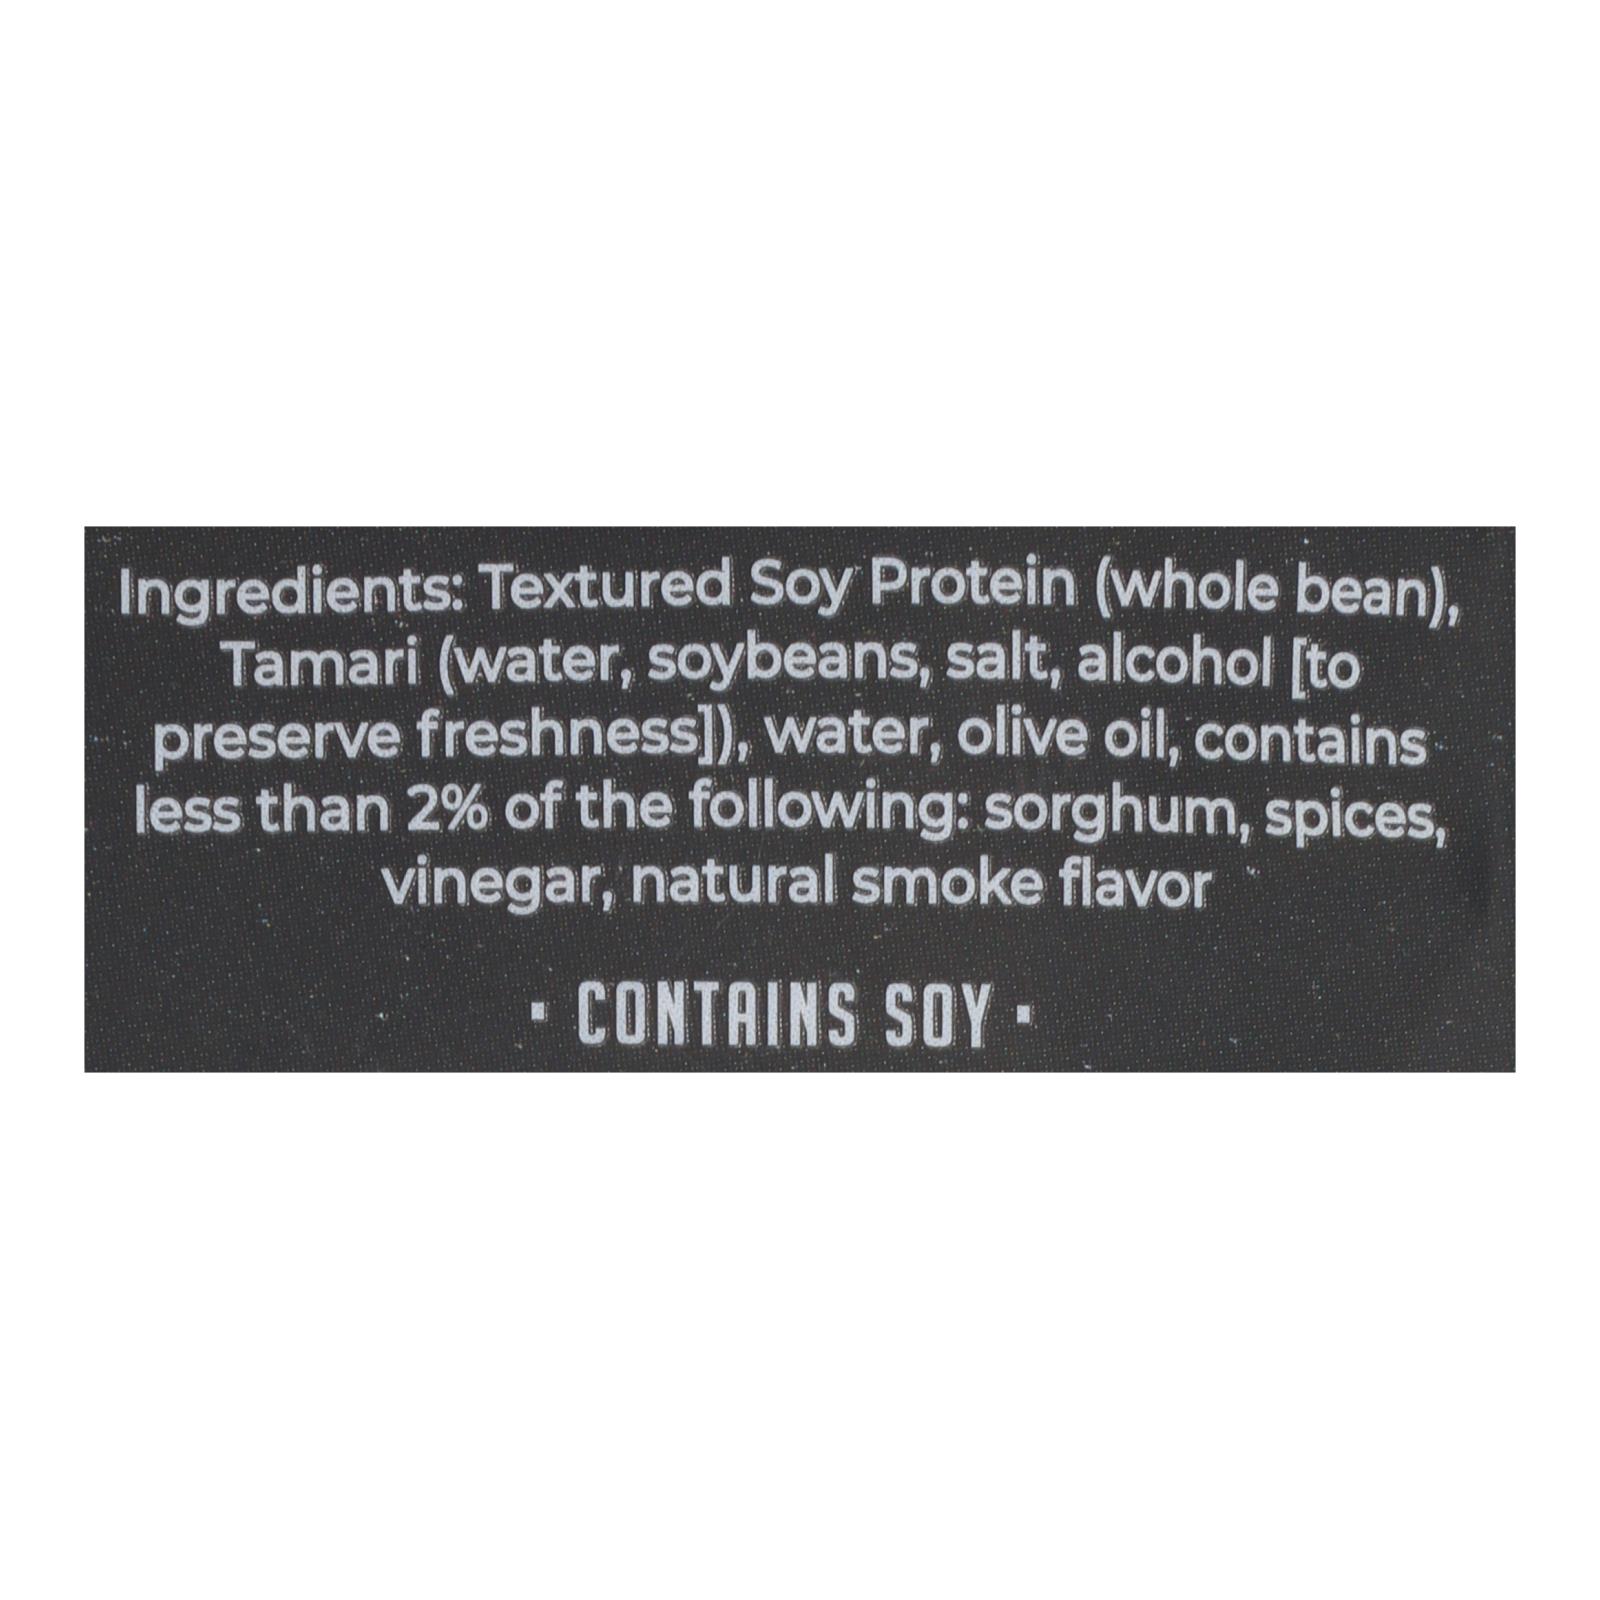 Ingredients: Textured Soy Protein (whole bean),
Tamari (water, soybeans, salt, alcohol [to
preserve freshness]), water, olive oil, contains
less than 2% of the following: sorghum, spices,
vinegar, natural smoke flavor
· CONTAINS SOY ·